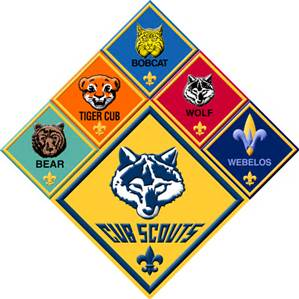 BOBCAT
TIGER CUB
WOLF
BEAR
WEBELOS
CUB SCOUTS